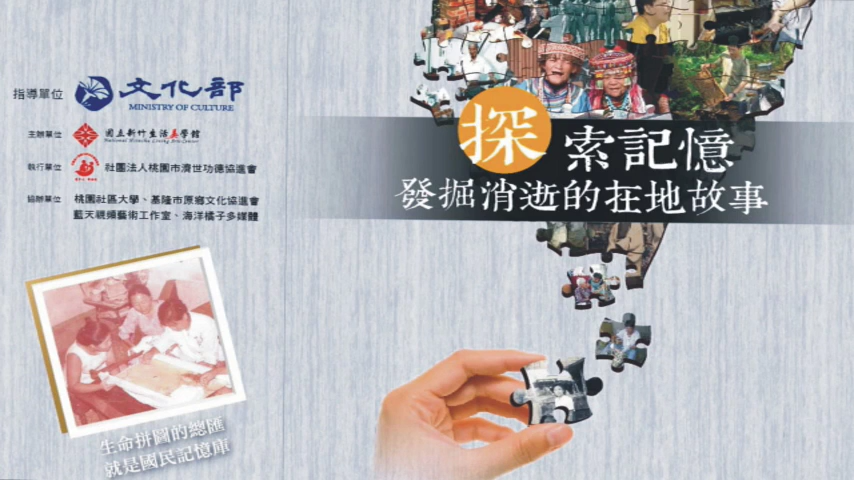 指導單位 文化部
MINISTRY OF CULTURE
主辦單位 國立新竹生活美學館
National Hsinchu Living Arts Center
執行單位 社團法人桃園市濟世功德協進會
協辦單位 桃園社區大學、基隆市原鄉文化協進會
藍天視頻藝術工作室、海洋橘子多媒體
探索記憶
發掘消逝的在地故事
生命拼圖的總匯
就是國民記憶庫